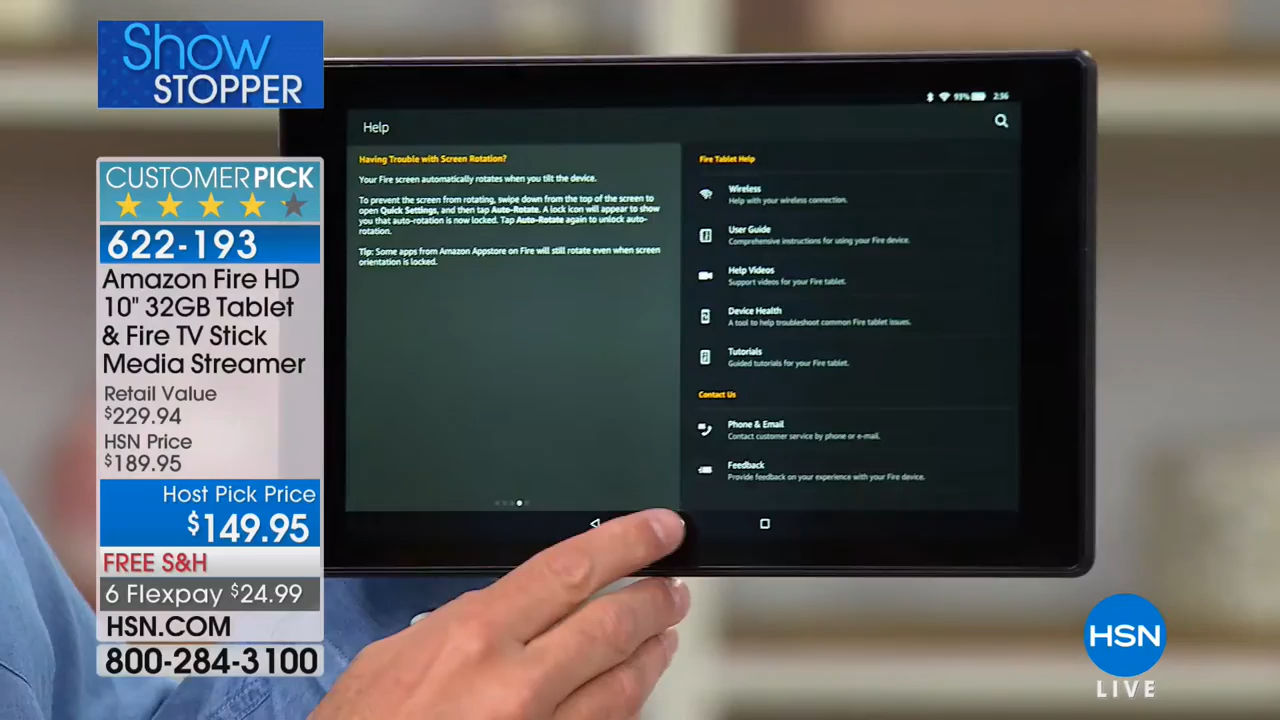 Show
STOPPER
CUSTOMER PICK
622-193
Amazon Fire HD
10" 32GB Tablet
& Fire TV Stick
Media Streamer
Retail Value
$229.94
HSN Price
$189.95
Host Pick Price
$149.95
FREE S&H
6 Flexpay $24.99
HSN.COM
800-284-3100
93% 2:56
Help
Having Trouble with Screen Rotation?
Your Fire screen automatically rotates when you tilt the device.
To prevent the screen from rotating, swipe down from the top of the screen to
open Quick Settings, and then tap Auto-Rotate. A lock icon will appear to show
you that auto-rotation is now locked. Tap Auto-Rotate again to unlock auto-
rotation.
Tip: Some apps from Amazon Appstore on Fire will still rotate even when screen
orientation is locked.
Fire Tablet Help
Wireless
Help with your wireless connection.
User Guide
Comprehensive instructions for using your Fire device.
Help Videos
Support videos for your Fire tablet.
Device Health
A tool to help troubleshoot common Fire tablet issues.
Tutorials
Guided tutorials for your Fire tablet.
Contact Us
Phone & Email
Contact customer service by phone or e-mail.
Feedback
Provide feedback on your experience with your Fire device.
HSN
LIVE